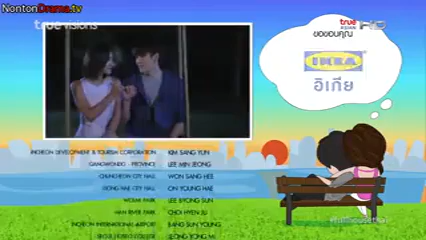 NontonDrama.tv
true visions
true
ASIAN HD
ขอขอบคุณ
อิเกีย
INCHEON DEVELOPMENT & TOURISM CORPORATION KIM SANG YUN
GANGWONDO - PROVINCE LEE MIN JEONG
CHUNCHEON CITY HALL WON SANG HEE
DONG HAE CITY HALL ON YOUNG HAE
WOLMI PARK LEE BYONG SUN
HAN RIVER PARK CHOI HYEN JU
INCHEON INTERNATIONAL AIRPORT BANG SUN YOUNG